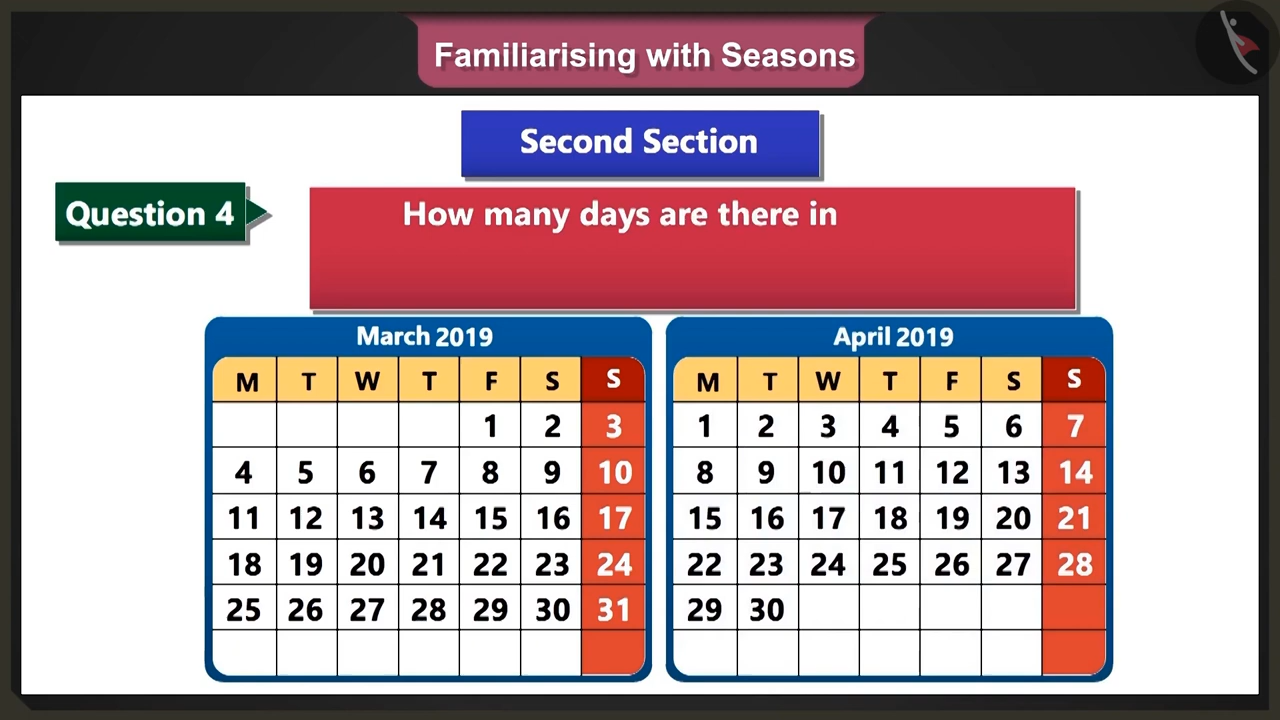 Familiarising with Seasons
Second Section
Question 4
How many days are there in
March 2019
M T W T F S S
1 2 3
4 5 6 7 8 9 10
11 12 13 14 15 16 17
18 19 20 21 22 23 24
25 26 27 28 29 30 31
April 2019
M T W T F S S
1 2 3 4 5 6 7
8 9 10 11 12 13 14
15 16 17 18 19 20 21
22 23 24 25 26 27 28
29 30